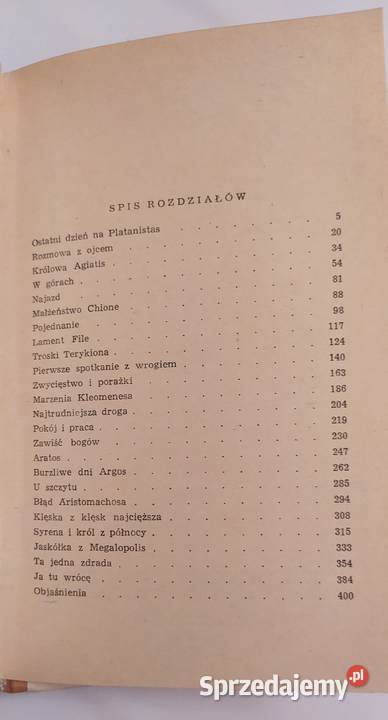 SPIS ROZDZIAŁÓW
Ostatni dzień na Platanistas . . . . . . 5
Rozmowa z ojcem . . . . . . . 20
Królowa Agiatis . . . . . . . 34
W górach . . . . . . . . 54
Najazd . . . . . . . . 81
Małżeństwo Chione . . . . . . . 88
Pojednanie . . . . . . . . 98
Lament File . . . . . . . . 117
Troski Terykiona . . . . . . . 124
Pierwsze spotkanie z wrogiem . . . . . . 140
Zwycięstwo i porażki . . . . . . . 163
Marzenia Kleomenesa . . . . . . . 186
Najtrudniejsza droga . . . . . . . 204
Pokój i praca . . . . . . . . 219
Zawiść bogów . . . . . . . . 230
Aratos . . . . . . . . . 247
Burzliwe dni Argos . . . . . . . 262
U szczytu . . . . . . . . 285
Błąd Aristomachosa . . . . . . . 294
Klęska z klęsk najcięższa . . . . . . 308
Syrena i król z północy . . . . . . 315
Jaskółka z Megalopolis . . . . . . . 333
Ta jedna zdrada . . . . . . . 354
Ja tu wrócę . . . . . . . . 384
Objaśnienia . . . . . . . . 400
Sprzedajemy.pl